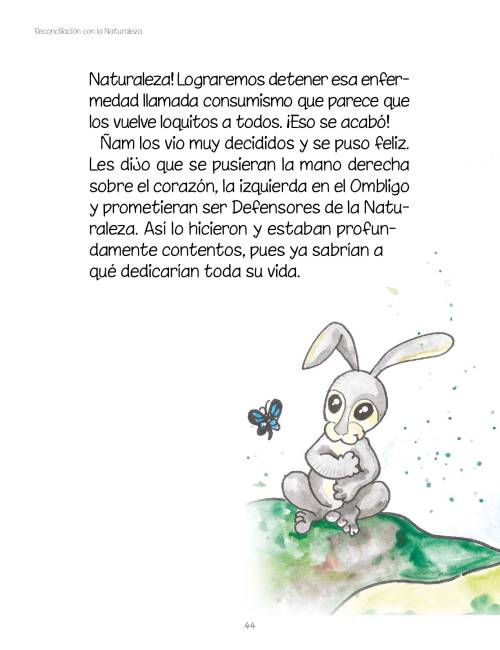 Reconciliación con la Naturaleza
Naturaleza! Lograremos detener esa enfer-
medad llamada consumismo que parece que
los vuelve loquitos a todos. ¡Eso se acabó!
Ñam los vio muy decididos y se puso feliz.
Les dijo que se pusieran la mano derecha
sobre el corazón, la izquierda en el Ombligo
y prometieran ser Defensores de la Natu-
raleza. Así lo hicieron y estaban profun-
damente contentos, pues ya sabrían a
qué dedicarían toda su vida.
44